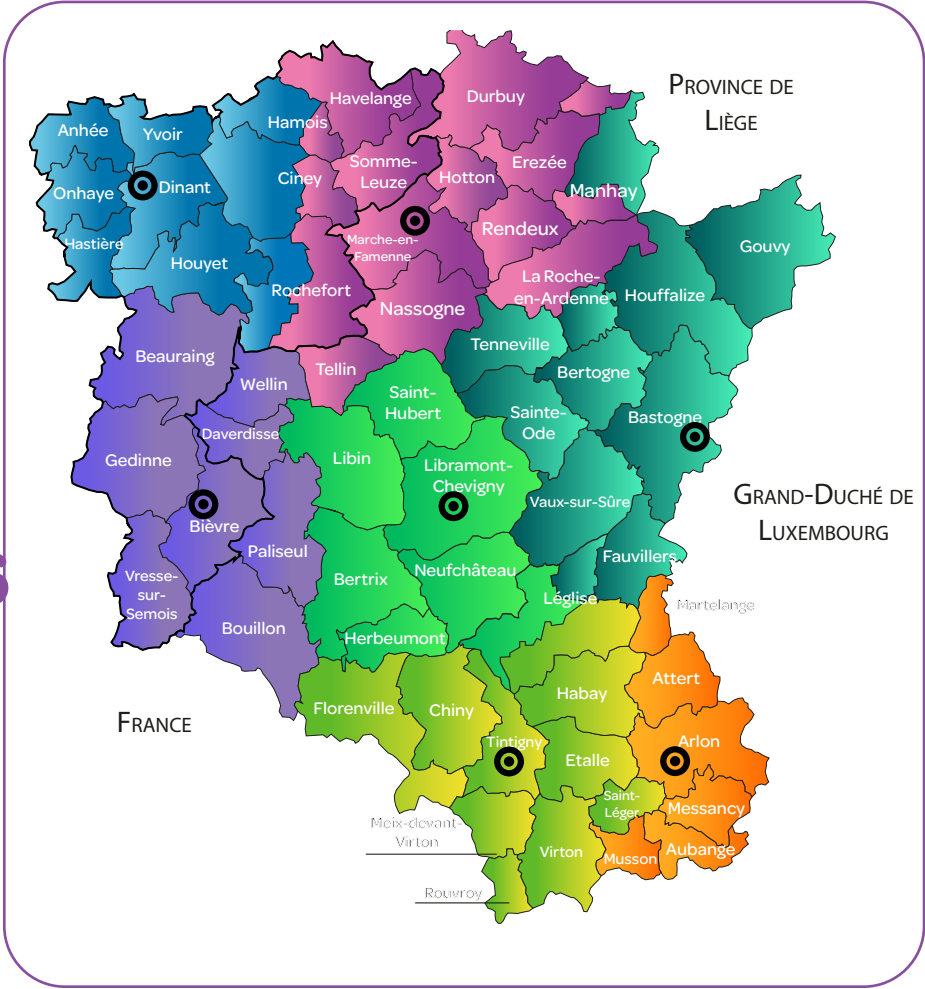 Province de
Liège
Havelange
Durbuy
Hamois
Anhée
Yvoir
Somme-
Leuze
Erezée
Ciney
Hotton
Onhaye
Dinant
Manhay
Rendeux
Hastière
Marche-en-
Famenne
Gouvy
Houyet
La Roche-
en-Ardenne
Rochefort
Houffalize
Nassogne
Tenneville
Beauraing
Tellin
Bertogne
Wellin
Saint-
Hubert
Sainte-
Ode
Bastogne
Daverdisse
Gedinne
Libin
Libramont-
Chevigny
Grand-Duché de
Luxembourg
Vaux-sur-Sûre
Bièvre
Paliseul
Fauvillers
Neufchâteau
Bertrix
Vresse-
sur-
Semois
Léglise
Martelange
Bouillon
Herbeumont
Attert
Habay
Florenville
Chiny
France
Tintigny
Arlon
Etalle
Saint-
Léger
Messancy
Meix-devant-
Virton
Virton
Musson
Aubange
Rouvroy